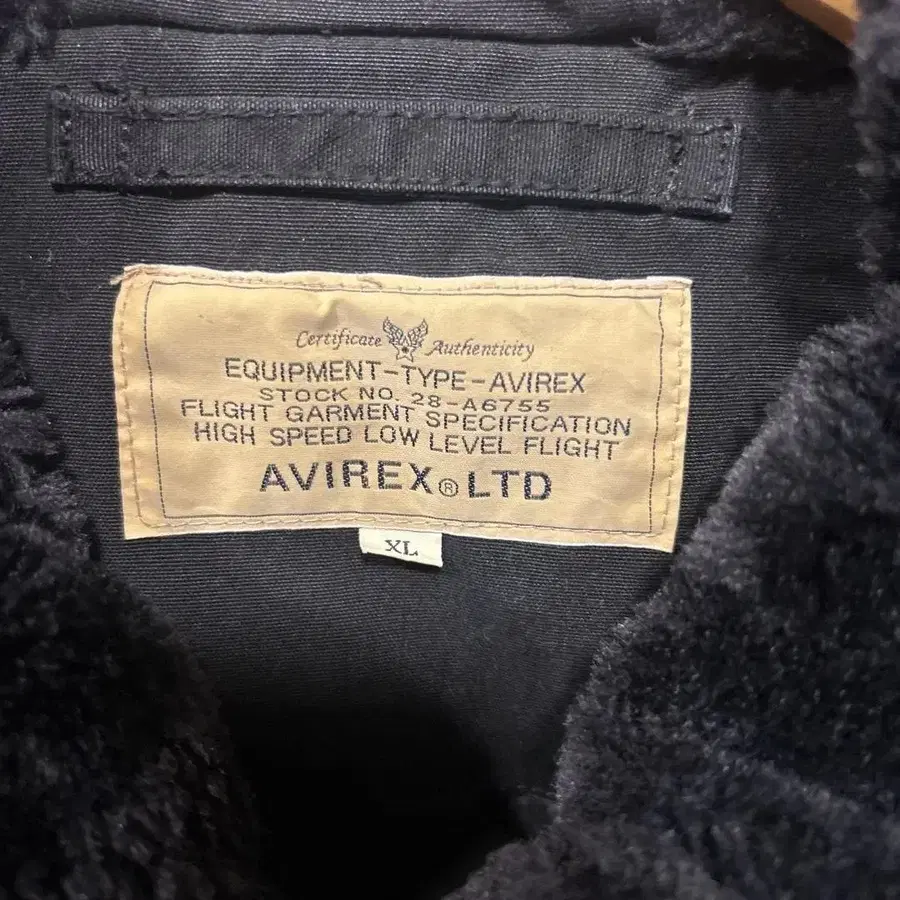 Certificate Authenticity
EQUIPMENT-TYPE-AVIREX
STOCK NO. 28-A6755
FLIGHT GARMENT SPECIFICATION
HIGH SPEED LOW LEVEL FLIGHT
AVIREX® LTD
XL